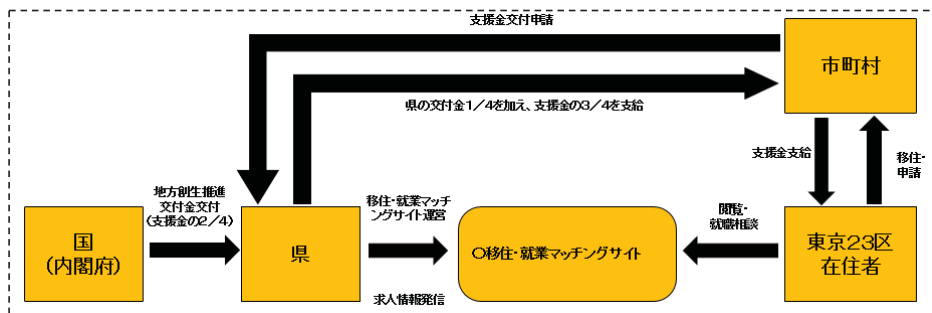 支援金交付申請
市町村
県の交付金1／4を加え、支援金の3／4を支給
支援金支給
移住・
申請
地方創生推進
交付金交付
（支援金の2／4）
移住・就業マッチ
ングサイト運営
閲覧・
就職相談
国
（内閣府）
県
〇移住・就業マッチングサイト
東京23区
在住者
求人情報発信